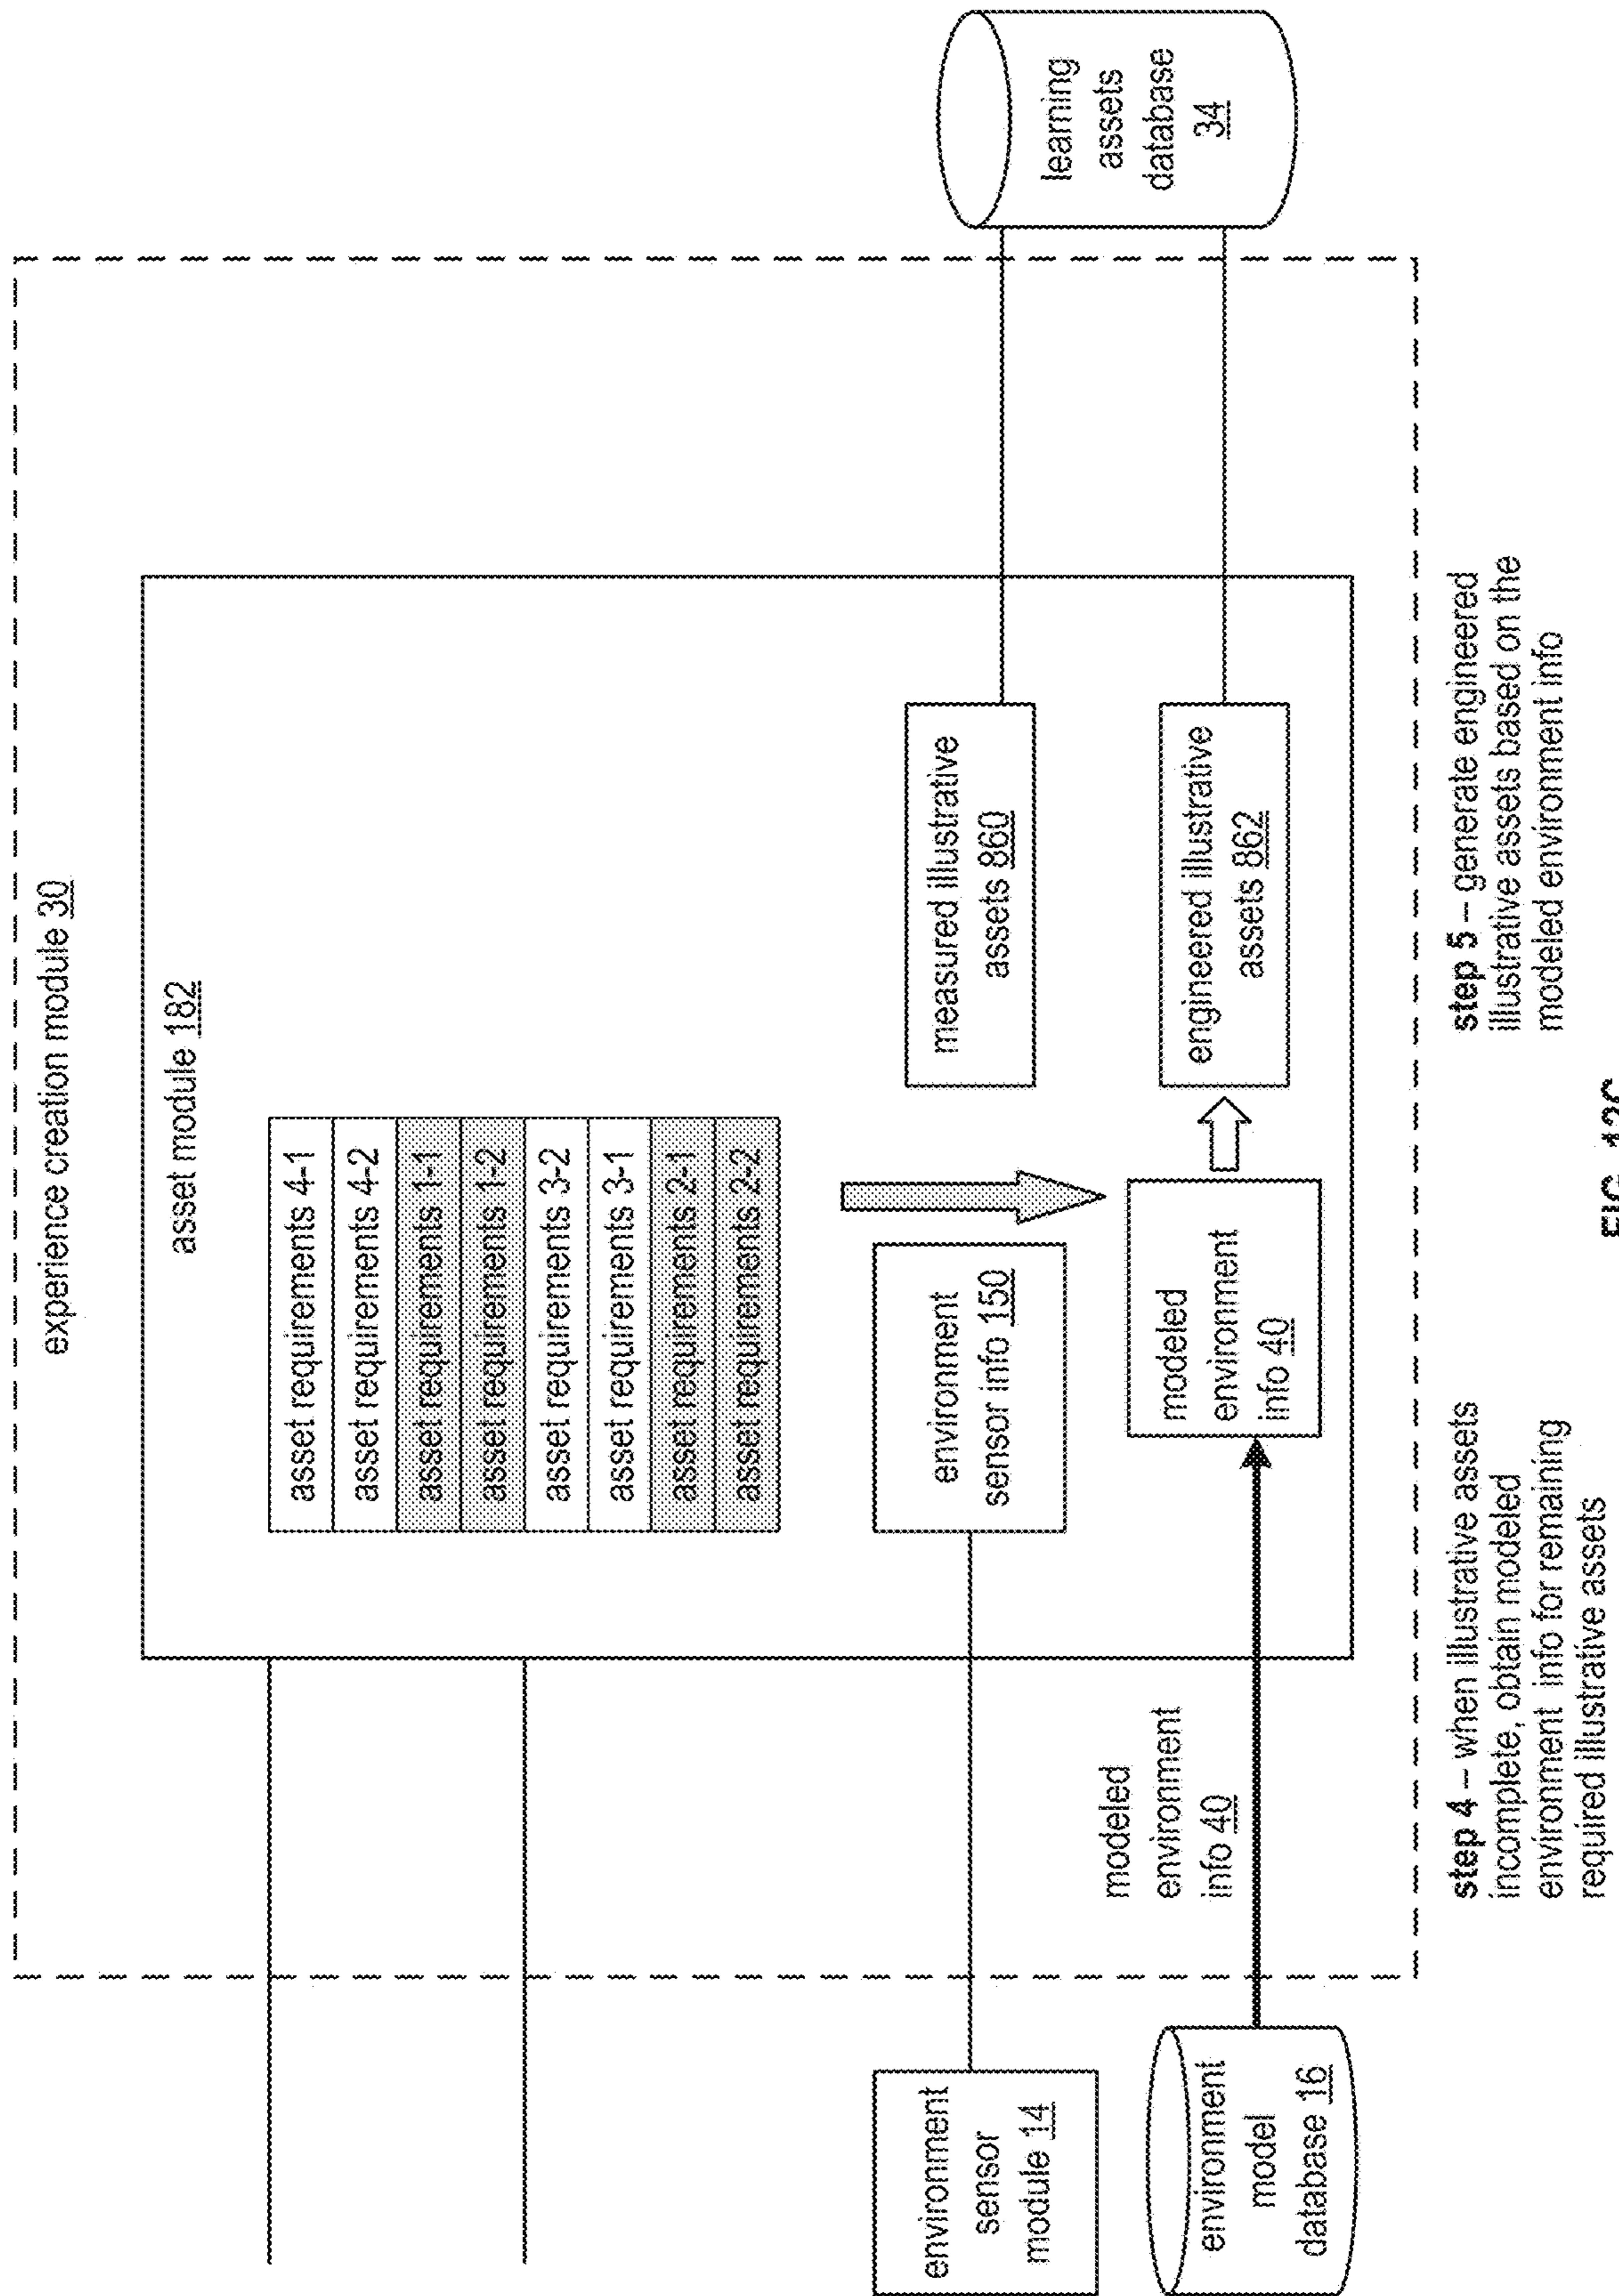 experience creation module 30
asset module 182
asset requirements 4-1
asset requirements 4-2
asset requirements 1-1
asset requirements 1-2
asset requirements 3-2
asset requirements 3-1
asset requirements 2-1
asset requirements 2-2
environment
sensor
module 14
environment
sensor info 150
measured illustrative
assets 860
learning
assets
database
34
environment
model
database 16
modeled
environment
info 40
modeled
environment
info 40
engineered illustrative
assets 862
step 4 – when illustrative assets
incomplete, obtain modeled
environment info for remaining
required illustrative assets
step 5 – generate engineered
illustrative assets based on the
modeled environment info